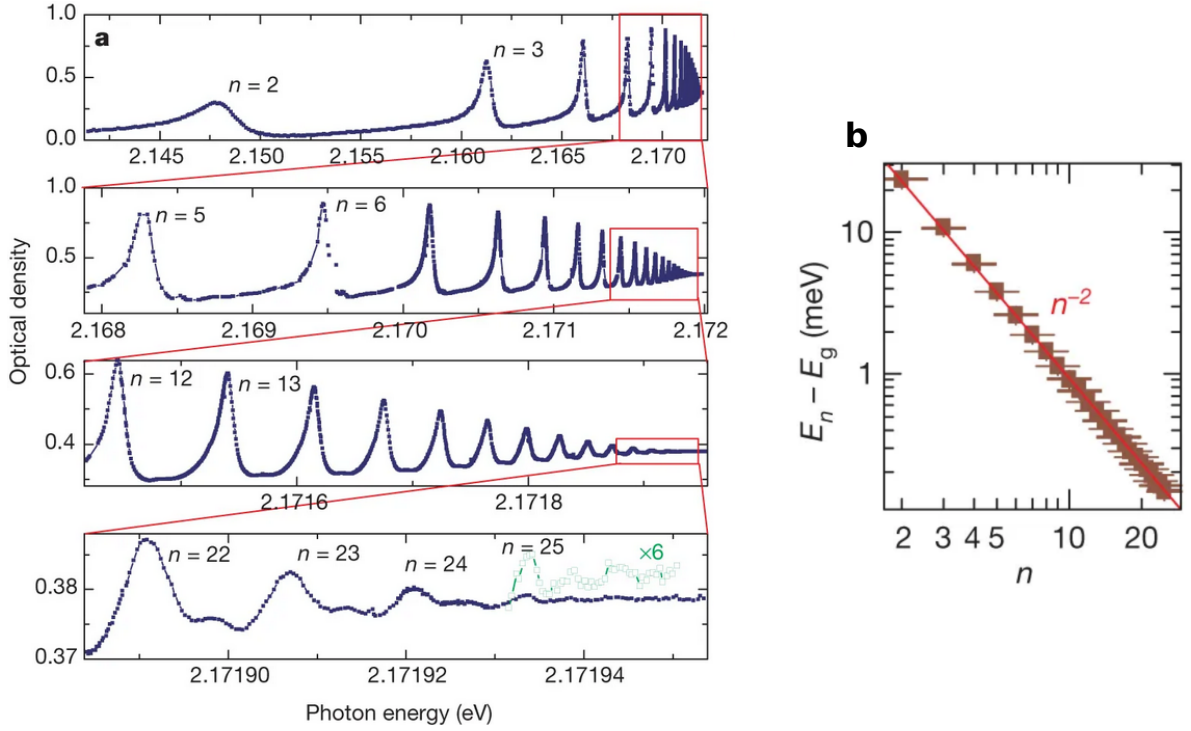 a
1.0
0.5
0.0
n = 2
n = 3
2.145 2.150 2.155 2.160 2.165 2.170
1.0
0.5
n = 5
n = 6
2.168 2.169 2.170 2.171 2.172
Optical density
0.6
0.4
n = 12
n = 13
2.1716 2.1718
0.38
0.37
n = 22
n = 23
n = 24
n = 25
×6
2.17190 2.17192 2.17194
Photon energy (eV)
b
10
1
n⁻²
Eₙ − E_g (meV)
2 3 4 5 10 20
n